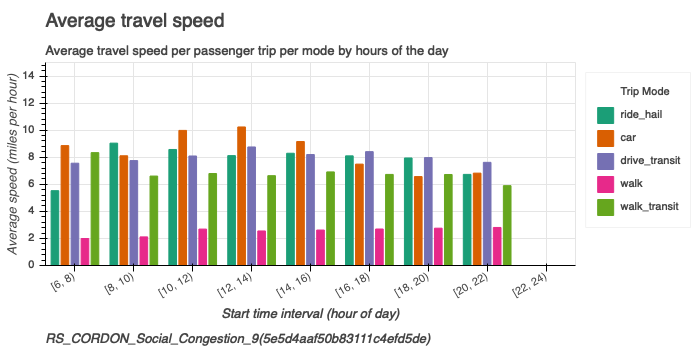 Average travel speed
Average travel speed per passenger trip per mode by hours of the day
Average speed (miles per hour)
14
12
10
8
6
4
2
0
[6, 8)
[8, 10)
[10, 12)
[12, 14)
[14, 16)
[16, 18)
[18, 20)
[20, 22)
[22, 24)
Start time interval (hour of day)
Trip Mode
ride_hail
car
drive_transit
walk
walk_transit
RS_CORDON_Social_Congestion_9(5e5d4aaf50b83111c4efd5de)